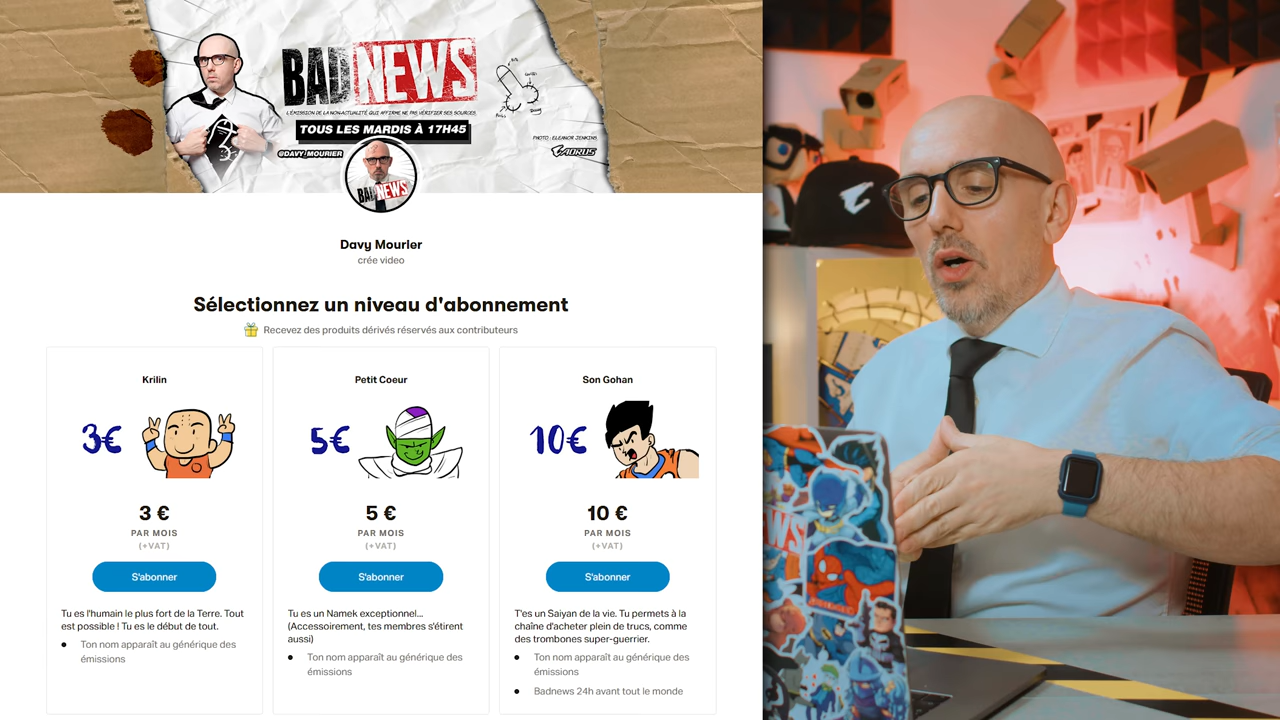 BAD NEWS
L'ÉMISSION DE LA NON-ACTUALITÉ QUI AFFIRME NE PAS VÉRIFIER SES SOURCES
TOUS LES MARDIS À 17H45
@DAVY_MOURIER
PHOTO : ELEANOR JENKINS
AORUS
BAD NEWS
Davy Mourier
crée video
Sélectionnez un niveau d'abonnement
Recevez des produits dérivés réservés aux contributeurs
Krilin
3€
3 €
PAR MOIS
(+VAT)
S'abonner
Tu es l'humain le plus fort de la Terre. Tout
est possible ! Tu es le début de tout.
Ton nom apparaît au générique des
émissions
Petit Coeur
5€
5 €
PAR MOIS
(+VAT)
S'abonner
Tu es un Namek exceptionnel...
(Accessoirement, tes membres s'étirent
aussi)
Ton nom apparaît au générique des
émissions
Son Gohan
10€
10 €
PAR MOIS
(+VAT)
S'abonner
T'es un Saiyan de la vie. Tu permets à la
chaîne d'acheter plein de trucs, comme
des trombones super-guerrier.
Ton nom apparaît au générique des
émissions
Badnews 24h avant tout le monde